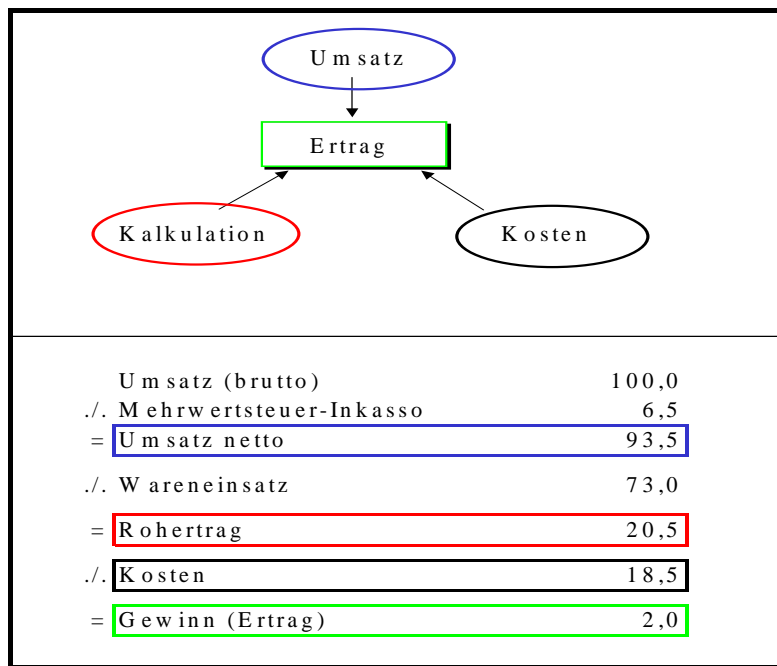 Umsatz
Ertrag
Kalkulation Kosten
Umsatz (brutto) 100,0
./. Mehrwertsteuer-Inkasso 6,5
= Umsatz netto 93,5
./. Wareneinsatz 73,0
= Rohertrag 20,5
./. Kosten 18,5
= Gewinn (Ertrag) 2,0